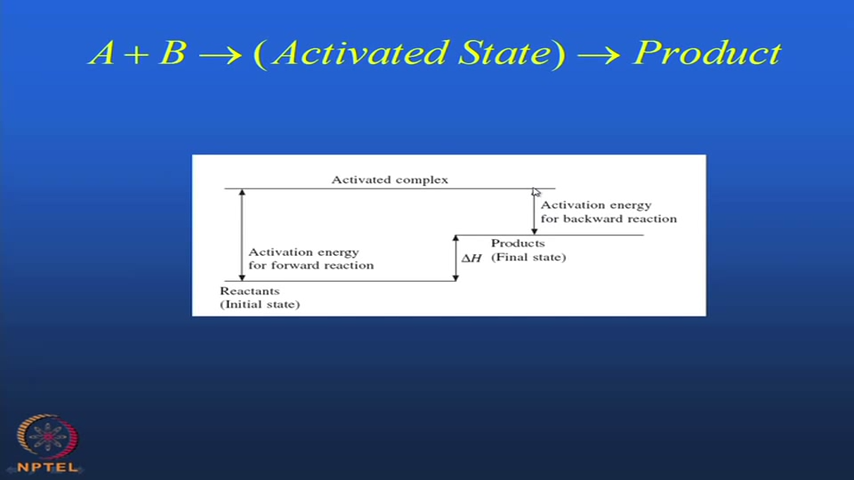 A + B → (Activated State) → Product
Activated complex
Activation energy
for backward reaction
Products
(Final state)
ΔH
Activation energy
for forward reaction
Reactants
(Initial state)
NPTEL